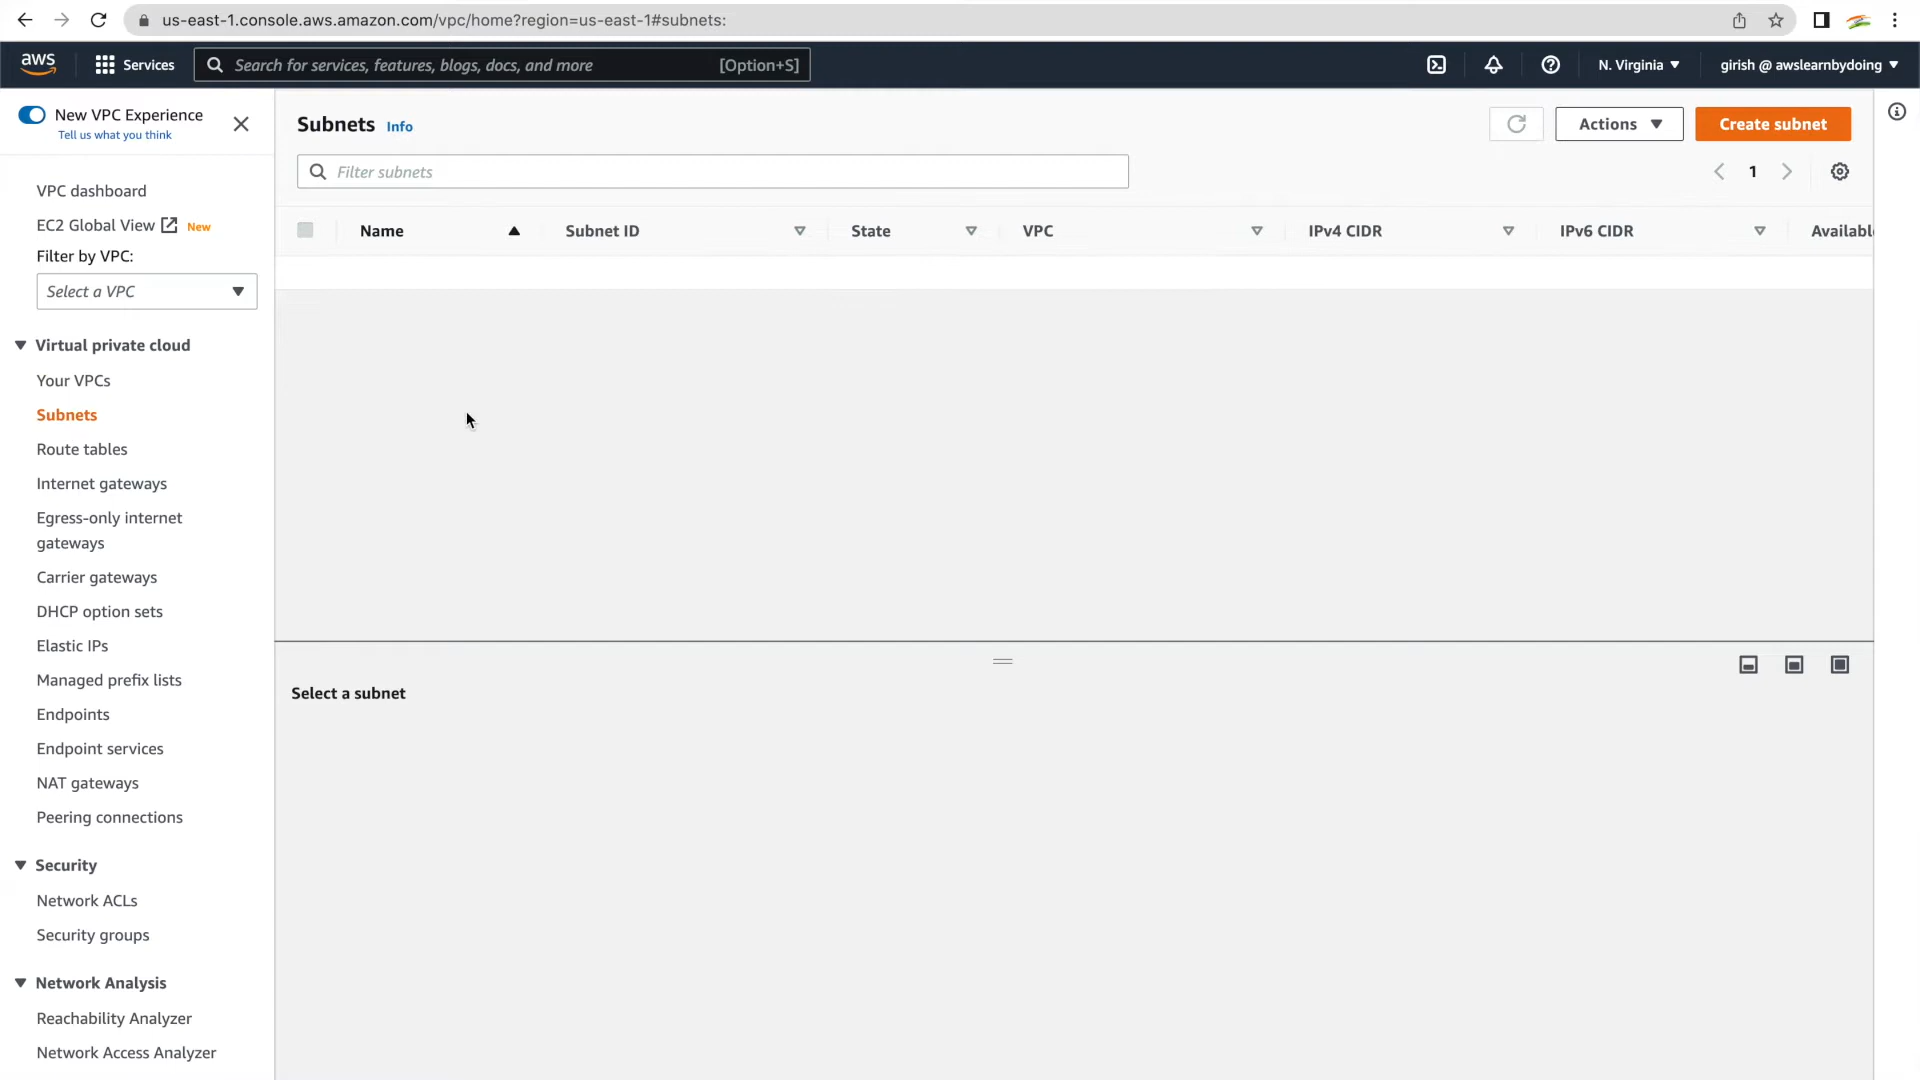 us-east-1.console.aws.amazon.com/vpc/home?region=us-east-1#subnets:
aws
Services
Search for services, features, blogs, docs, and more
[Option+S]
N. Virginia
girish @ awslearnbydoing
New VPC Experience
Tell us what you think
VPC dashboard
EC2 Global View
New
Filter by VPC:
Select a VPC
Virtual private cloud
Your VPCs
Subnets
Route tables
Internet gateways
Egress-only internet
gateways
Carrier gateways
DHCP option sets
Elastic IPs
Managed prefix lists
Endpoints
Endpoint services
NAT gateways
Peering connections
Security
Network ACLs
Security groups
Network Analysis
Reachability Analyzer
Network Access Analyzer
Subnets
Info
Actions
Create subnet
Filter subnets
1
Name
Subnet ID
State
VPC
IPv4 CIDR
IPv6 CIDR
Availabl
Select a subnet